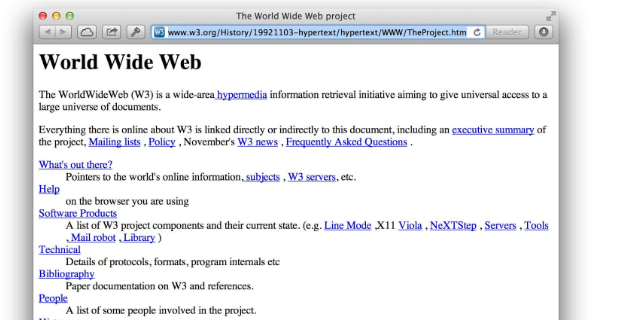 The World Wide Web project
www.w3.org/History/19921103-hypertext/hypertext/WWW/TheProject.htm
Reader
World Wide Web
The WorldWideWeb (W3) is a wide-area hypermedia information retrieval initiative aiming to give universal access to a
large universe of documents.
Everything there is online about W3 is linked directly or indirectly to this document, including an executive summary of
the project, Mailing lists , Policy , November's W3 news , Frequently Asked Questions .
What's out there?
Pointers to the world's online information, subjects , W3 servers, etc.
Help
on the browser you are using
Software Products
A list of W3 project components and their current state. (e.g. Line Mode ,X11 Viola , NeXTStep , Servers , Tools
, Mail robot , Library )
Technical
Details of protocols, formats, program internals etc
Bibliography
Paper documentation on W3 and references.
People
A list of some people involved in the project.